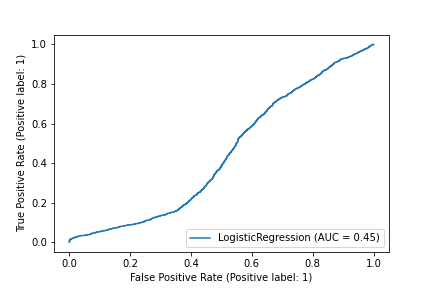 1.0
0.8
0.6
0.4
0.2
0.0
True Positive Rate (Positive label: 1)
LogisticRegression (AUC = 0.45)
0.0 0.2 0.4 0.6 0.8 1.0
False Positive Rate (Positive label: 1)